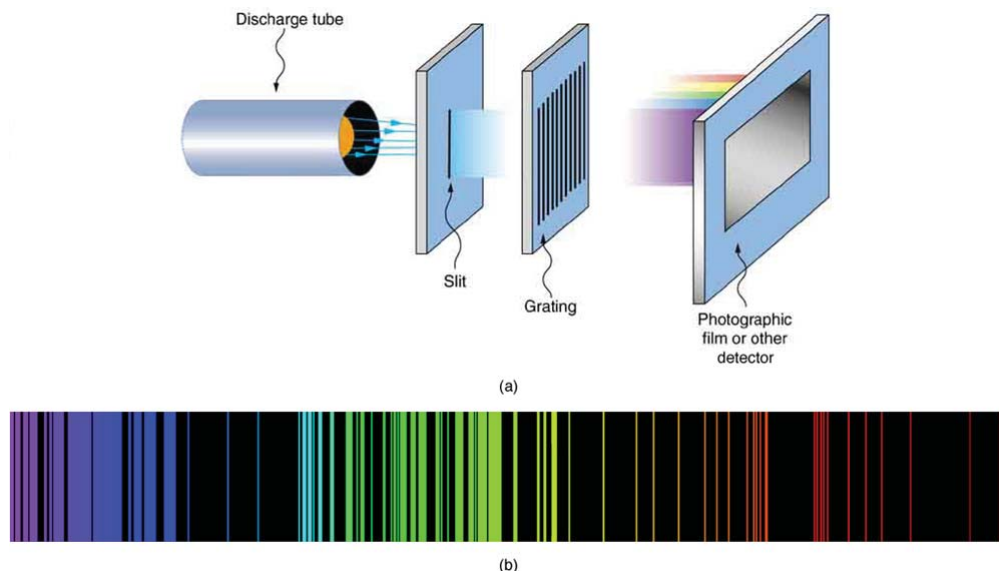 Discharge tube
Slit
Grating
Photographic
film or other
detector
(a)
(b)